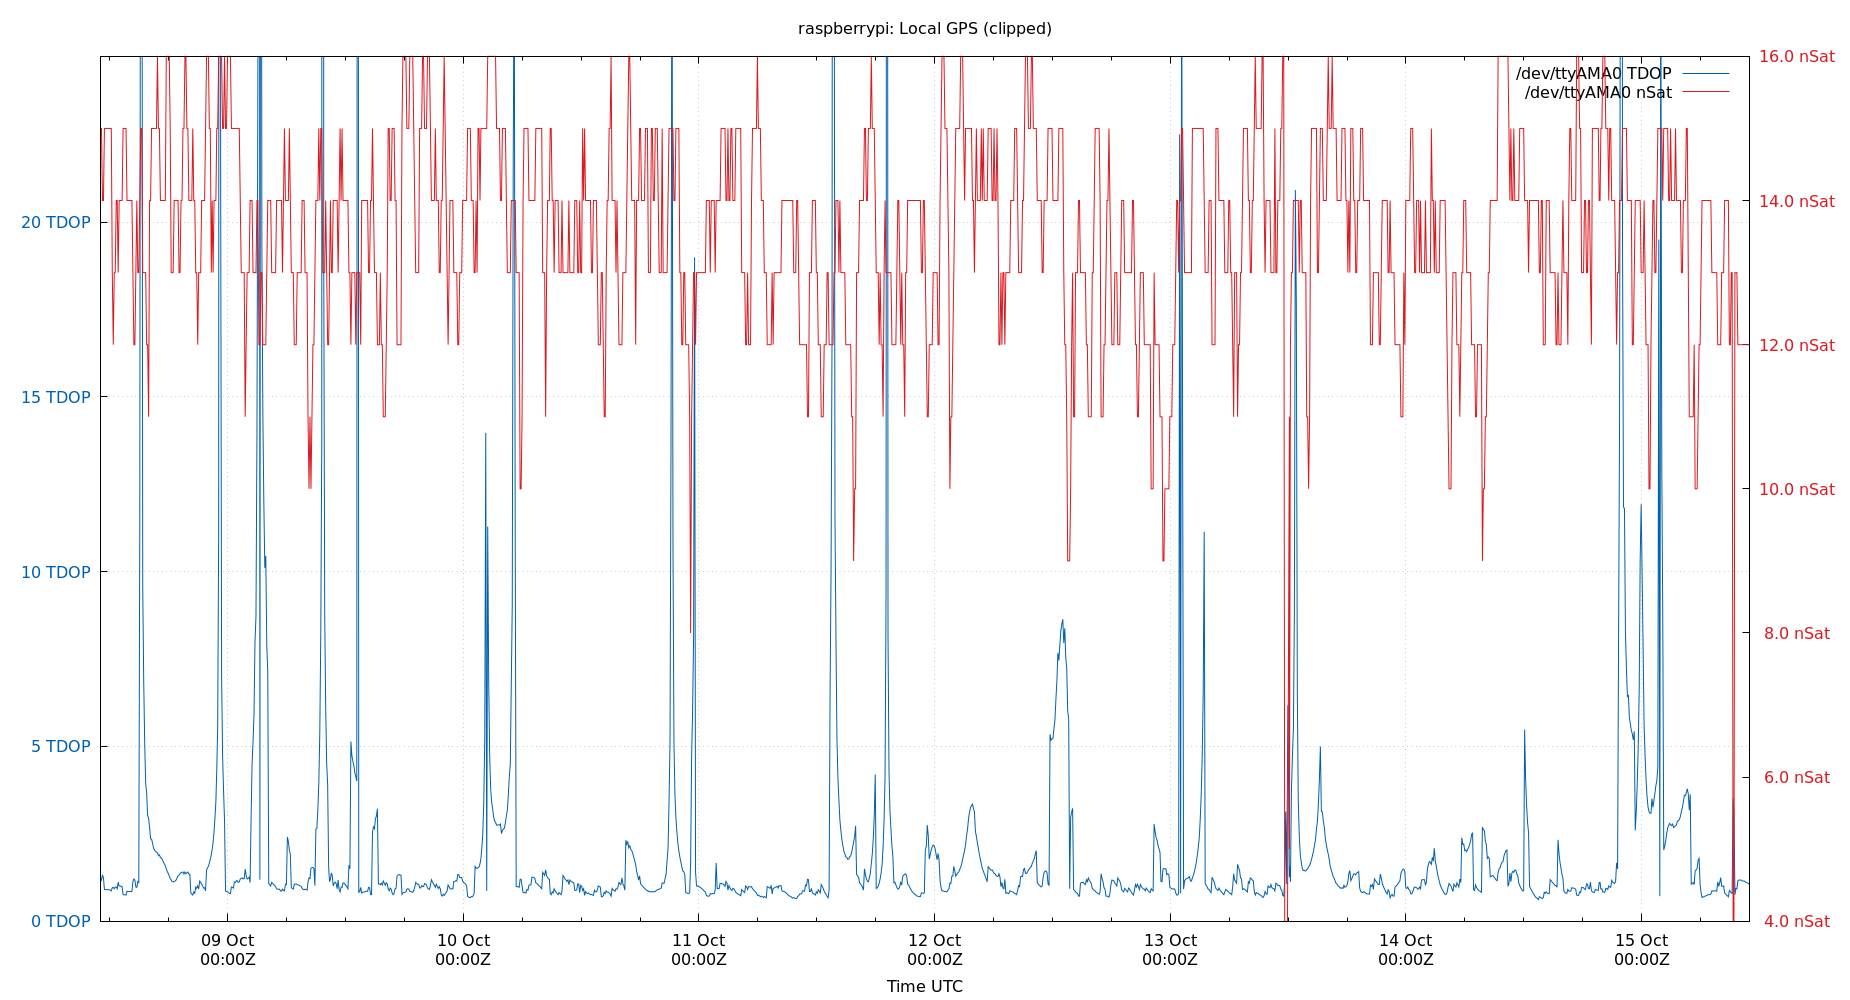 raspberrypi: Local GPS (clipped)
/dev/ttyAMA0 TDOP
/dev/ttyAMA0 nSat
20 TDOP
15 TDOP
10 TDOP
5 TDOP
0 TDOP
16.0 nSat
14.0 nSat
12.0 nSat
10.0 nSat
8.0 nSat
6.0 nSat
4.0 nSat
09 Oct
00:00Z
10 Oct
00:00Z
11 Oct
00:00Z
12 Oct
00:00Z
13 Oct
00:00Z
14 Oct
00:00Z
15 Oct
00:00Z
Time UTC